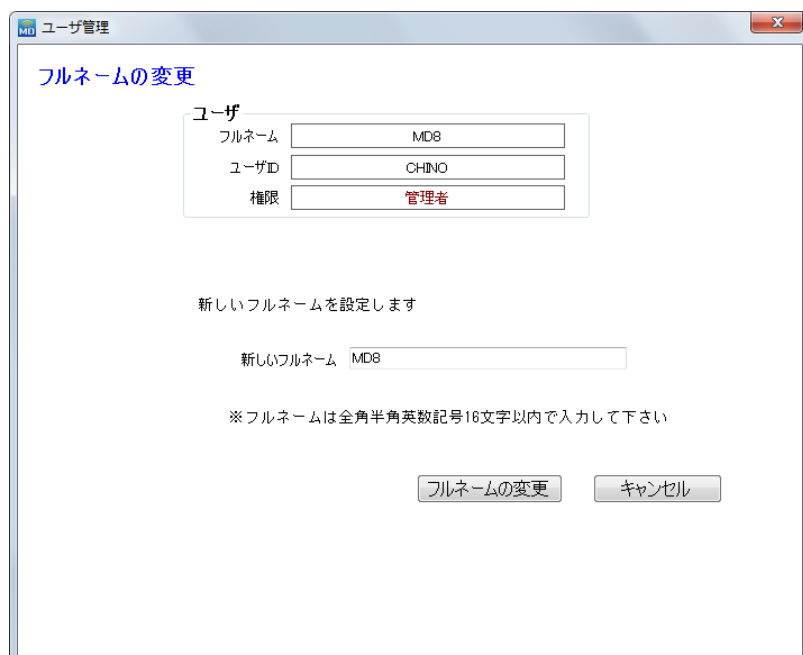 MD ユーザ管理
フルネームの変更
ユーザ
フルネーム MD8
ユーザID CHINO
権限 管理者
新しいフルネームを設定します
新しいフルネーム MD8
※フルネームは全角半角英数記号16文字以内で入力して下さい
フルネームの変更 キャンセル